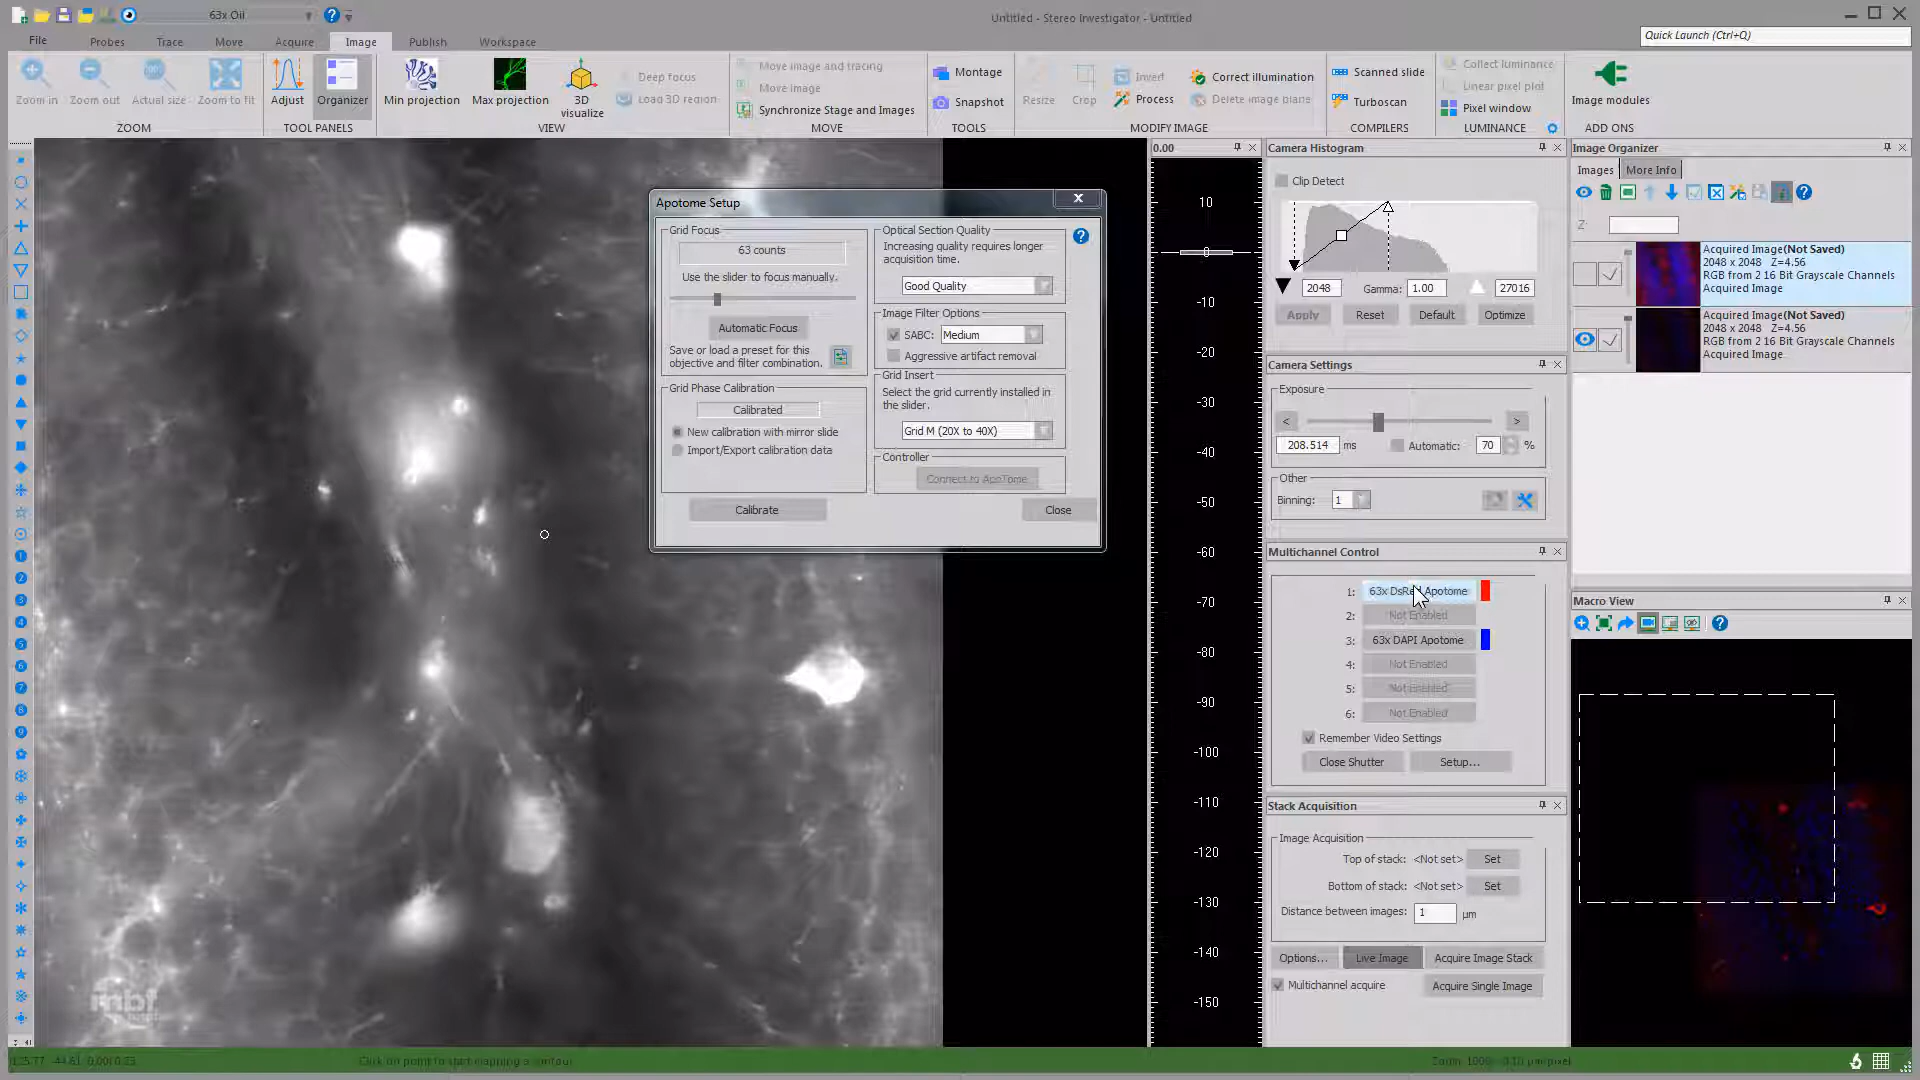 63x Oil
Untitled - Stereo Investigator - Untitled
File
Probes
Trace
Move
Acquire
Image
Publish
Workspace
Quick Launch (Ctrl+Q)
Zoom in
Zoom out
Actual size
Zoom to fit
ZOOM
Adjust
Organizer
TOOL PANELS
Min projection
Max projection
3D visualize
Deep focus
Load 3D region
VIEW
Move image and tracing
Move image
Synchronize Stage and Images
MOVE
Montage
Snapshot
TOOLS
Resize
Crop
Invert
Process
Correct illumination
Delete image plane
MODIFY IMAGE
Scanned slide
Turboscan
COMPILERS
Collect luminance
Linear pixel plot
Pixel window
LUMINANCE
Image modules
ADD ONS
Apotome Setup
Grid Focus
63 counts
Use the slider to focus manually.
Automatic Focus
Save or load a preset for this
objective and filter combination.
Grid Phase Calibration
Calibrated
New calibration with mirror slide
Import/Export calibration data
Calibrate
Optical Section Quality
Increasing quality requires longer
acquisition time.
Good Quality
Image Filter Options
SABC: Medium
Aggressive artifact removal
Grid Insert
Select the grid currently installed in
the slider.
Grid M (20X to 40X)
Controller
Connect to ApoTome
Close
0.00
10
0
-10
-20
-30
-40
-50
-60
-70
-80
-90
-100
-110
-120
-130
-140
-150
Camera Histogram
Clip Detect
2048
Gamma: 1.00
27016
Apply
Reset
Default
Optimize
Camera Settings
Exposure
<
>
208.514 ms
Automatic: 70 %
Other
Binning: 1
Multichannel Control
1: 63x DsRed Apotome
2: Not Enabled
3: 63x DAPI Apotome
4: Not Enabled
5: Not Enabled
6: Not Enabled
Remember Video Settings
Close Shutter
Setup...
Stack Acquisition
Image Acquisition
Top of stack: <Not set> Set
Bottom of stack: <Not set> Set
Distance between images: 1 µm
Options...
Live Image
Acquire Image Stack
Multichannel acquire
Acquire Single Image
Image Organizer
Images
More Info
Z:
Acquired Image(Not Saved)
2048 x 2048 Z=4.56
RGB from 2 16 Bit Grayscale Channels
Acquired Image
Acquired Image(Not Saved)
2048 x 2048 Z=4.56
RGB from 2 16 Bit Grayscale Channels
Acquired Image
Macro View
mbf
Click on point to start mapping a contour